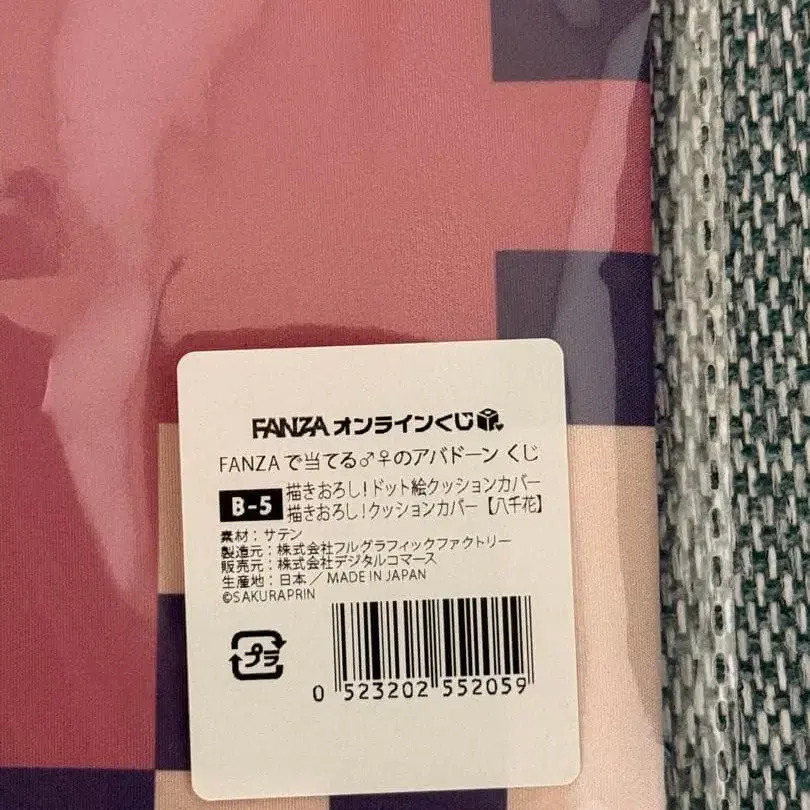 FANZA オンラインくじ
FANZAで当てる♂♀のアバドーン くじ
B-5 描きおろし!ドット絵クッションカバー
描きおろし!クッションカバー【八千花】
素材：サテン
製造元：株式会社フルグラフィックファクトリー
販売元：株式会社デジタルコマース
生産地：日本／MADE IN JAPAN
©SAKURAPRIN
プラ
0 523202 552059